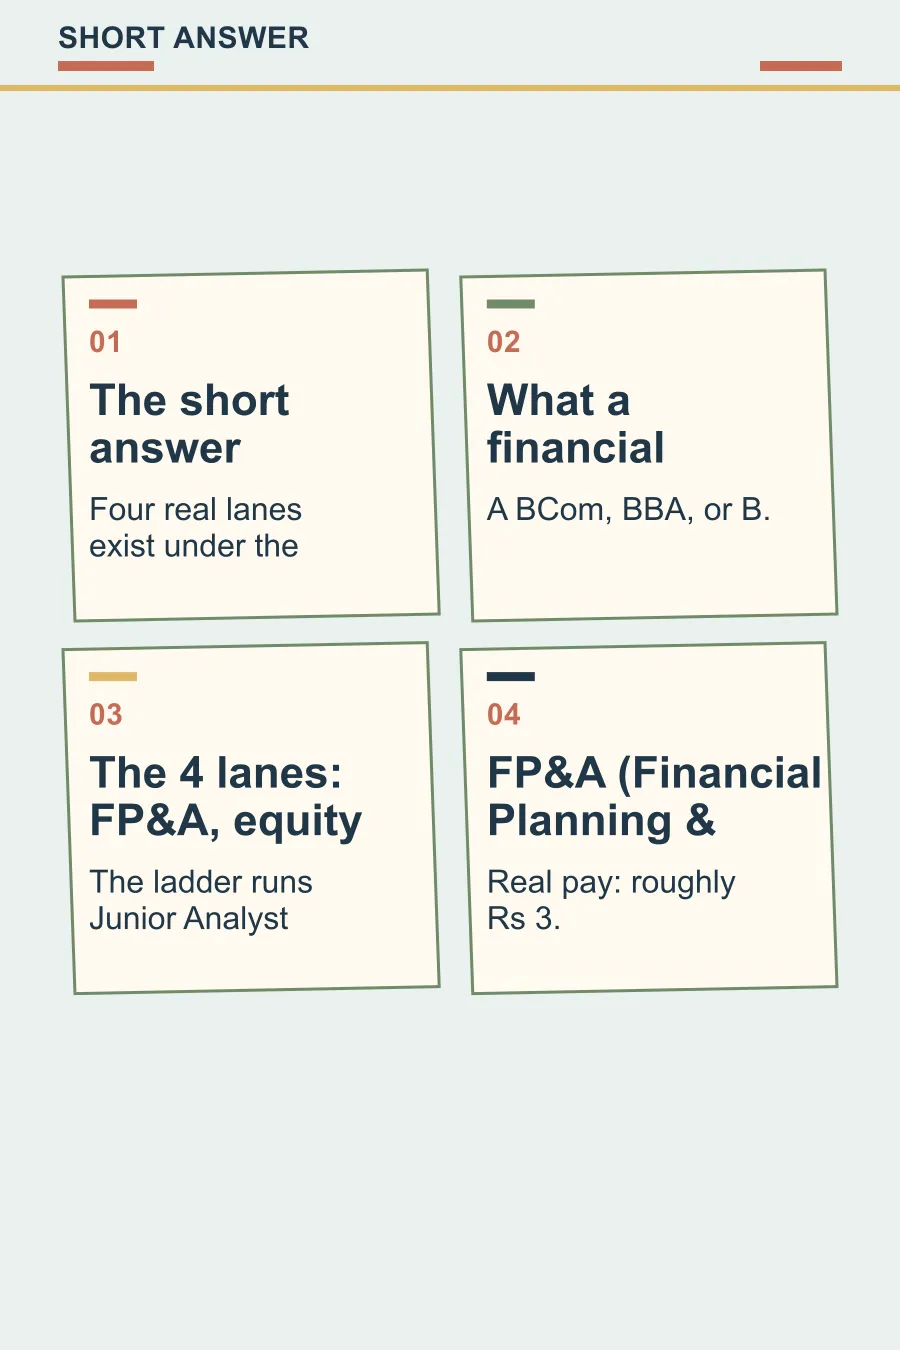 SHORT ANSWER
01
The short
answer
Four real lanes
exist under the
02
What a
financial
A BCom, BBA, or B.
03
The 4 lanes:
FP&A, equity
The ladder runs
Junior Analyst
04
FP&A (Financial
Planning &
Real pay: roughly
Rs 3.